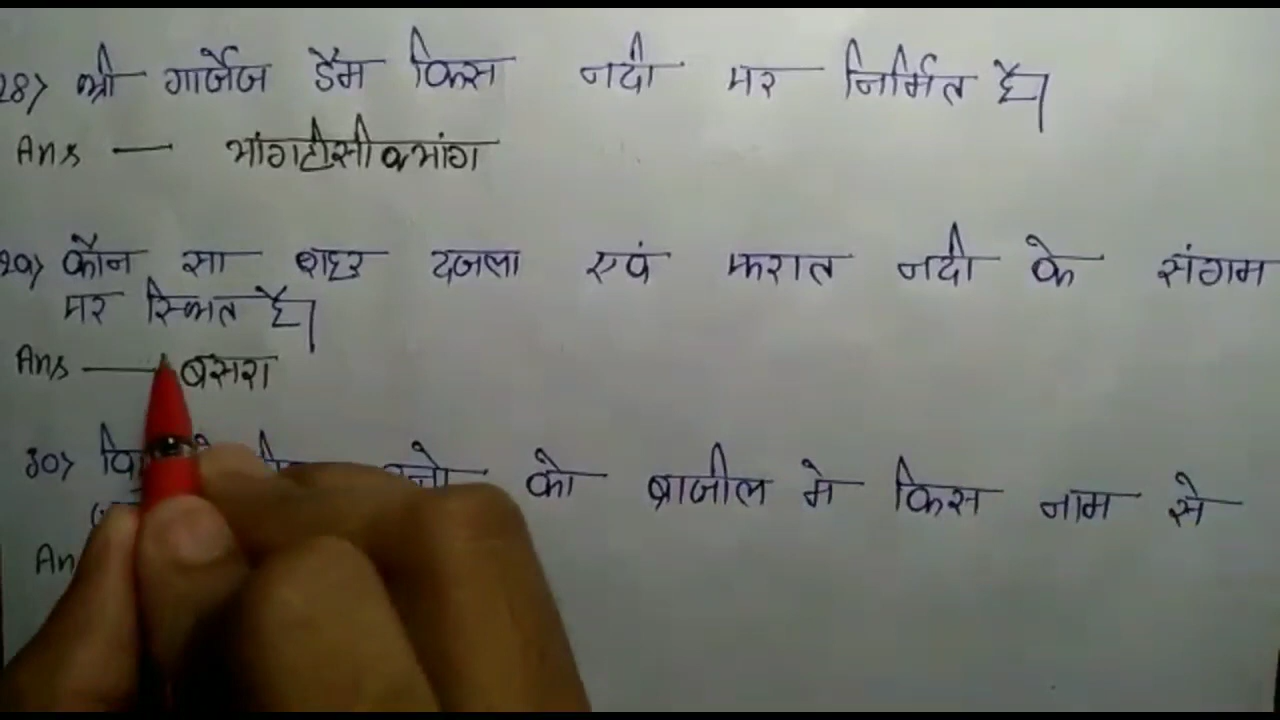 28> थ्री गार्जेज डैम किस नदी पर निर्मित है।
Ans — यांगटीसीक्यांग
29> कौन सा शहर दजला एवं फरात नदी के संगम
पर स्थित है।
Ans — बसरा
30> को ब्राजील मे किस नाम से
An